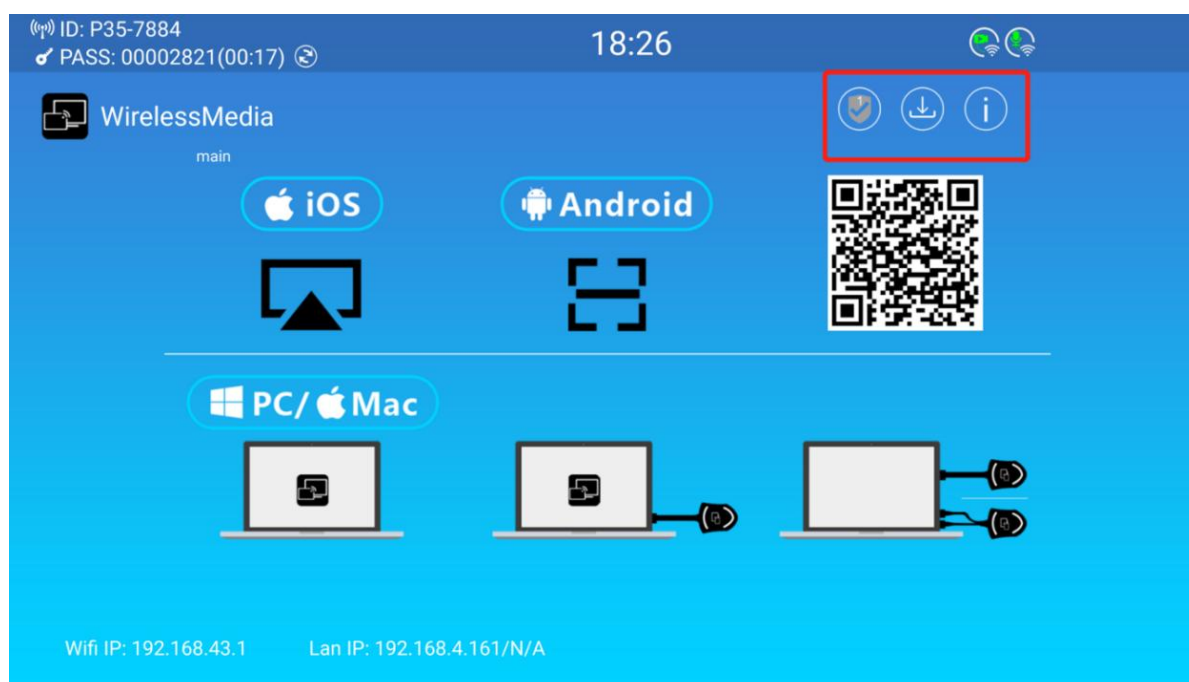 ID: P35-7884
PASS: 00002821(00:17)
18:26
WirelessMedia
main
1
i
iOS
Android
PC/ Mac
Wifi IP: 192.168.43.1
Lan IP: 192.168.4.161/N/A